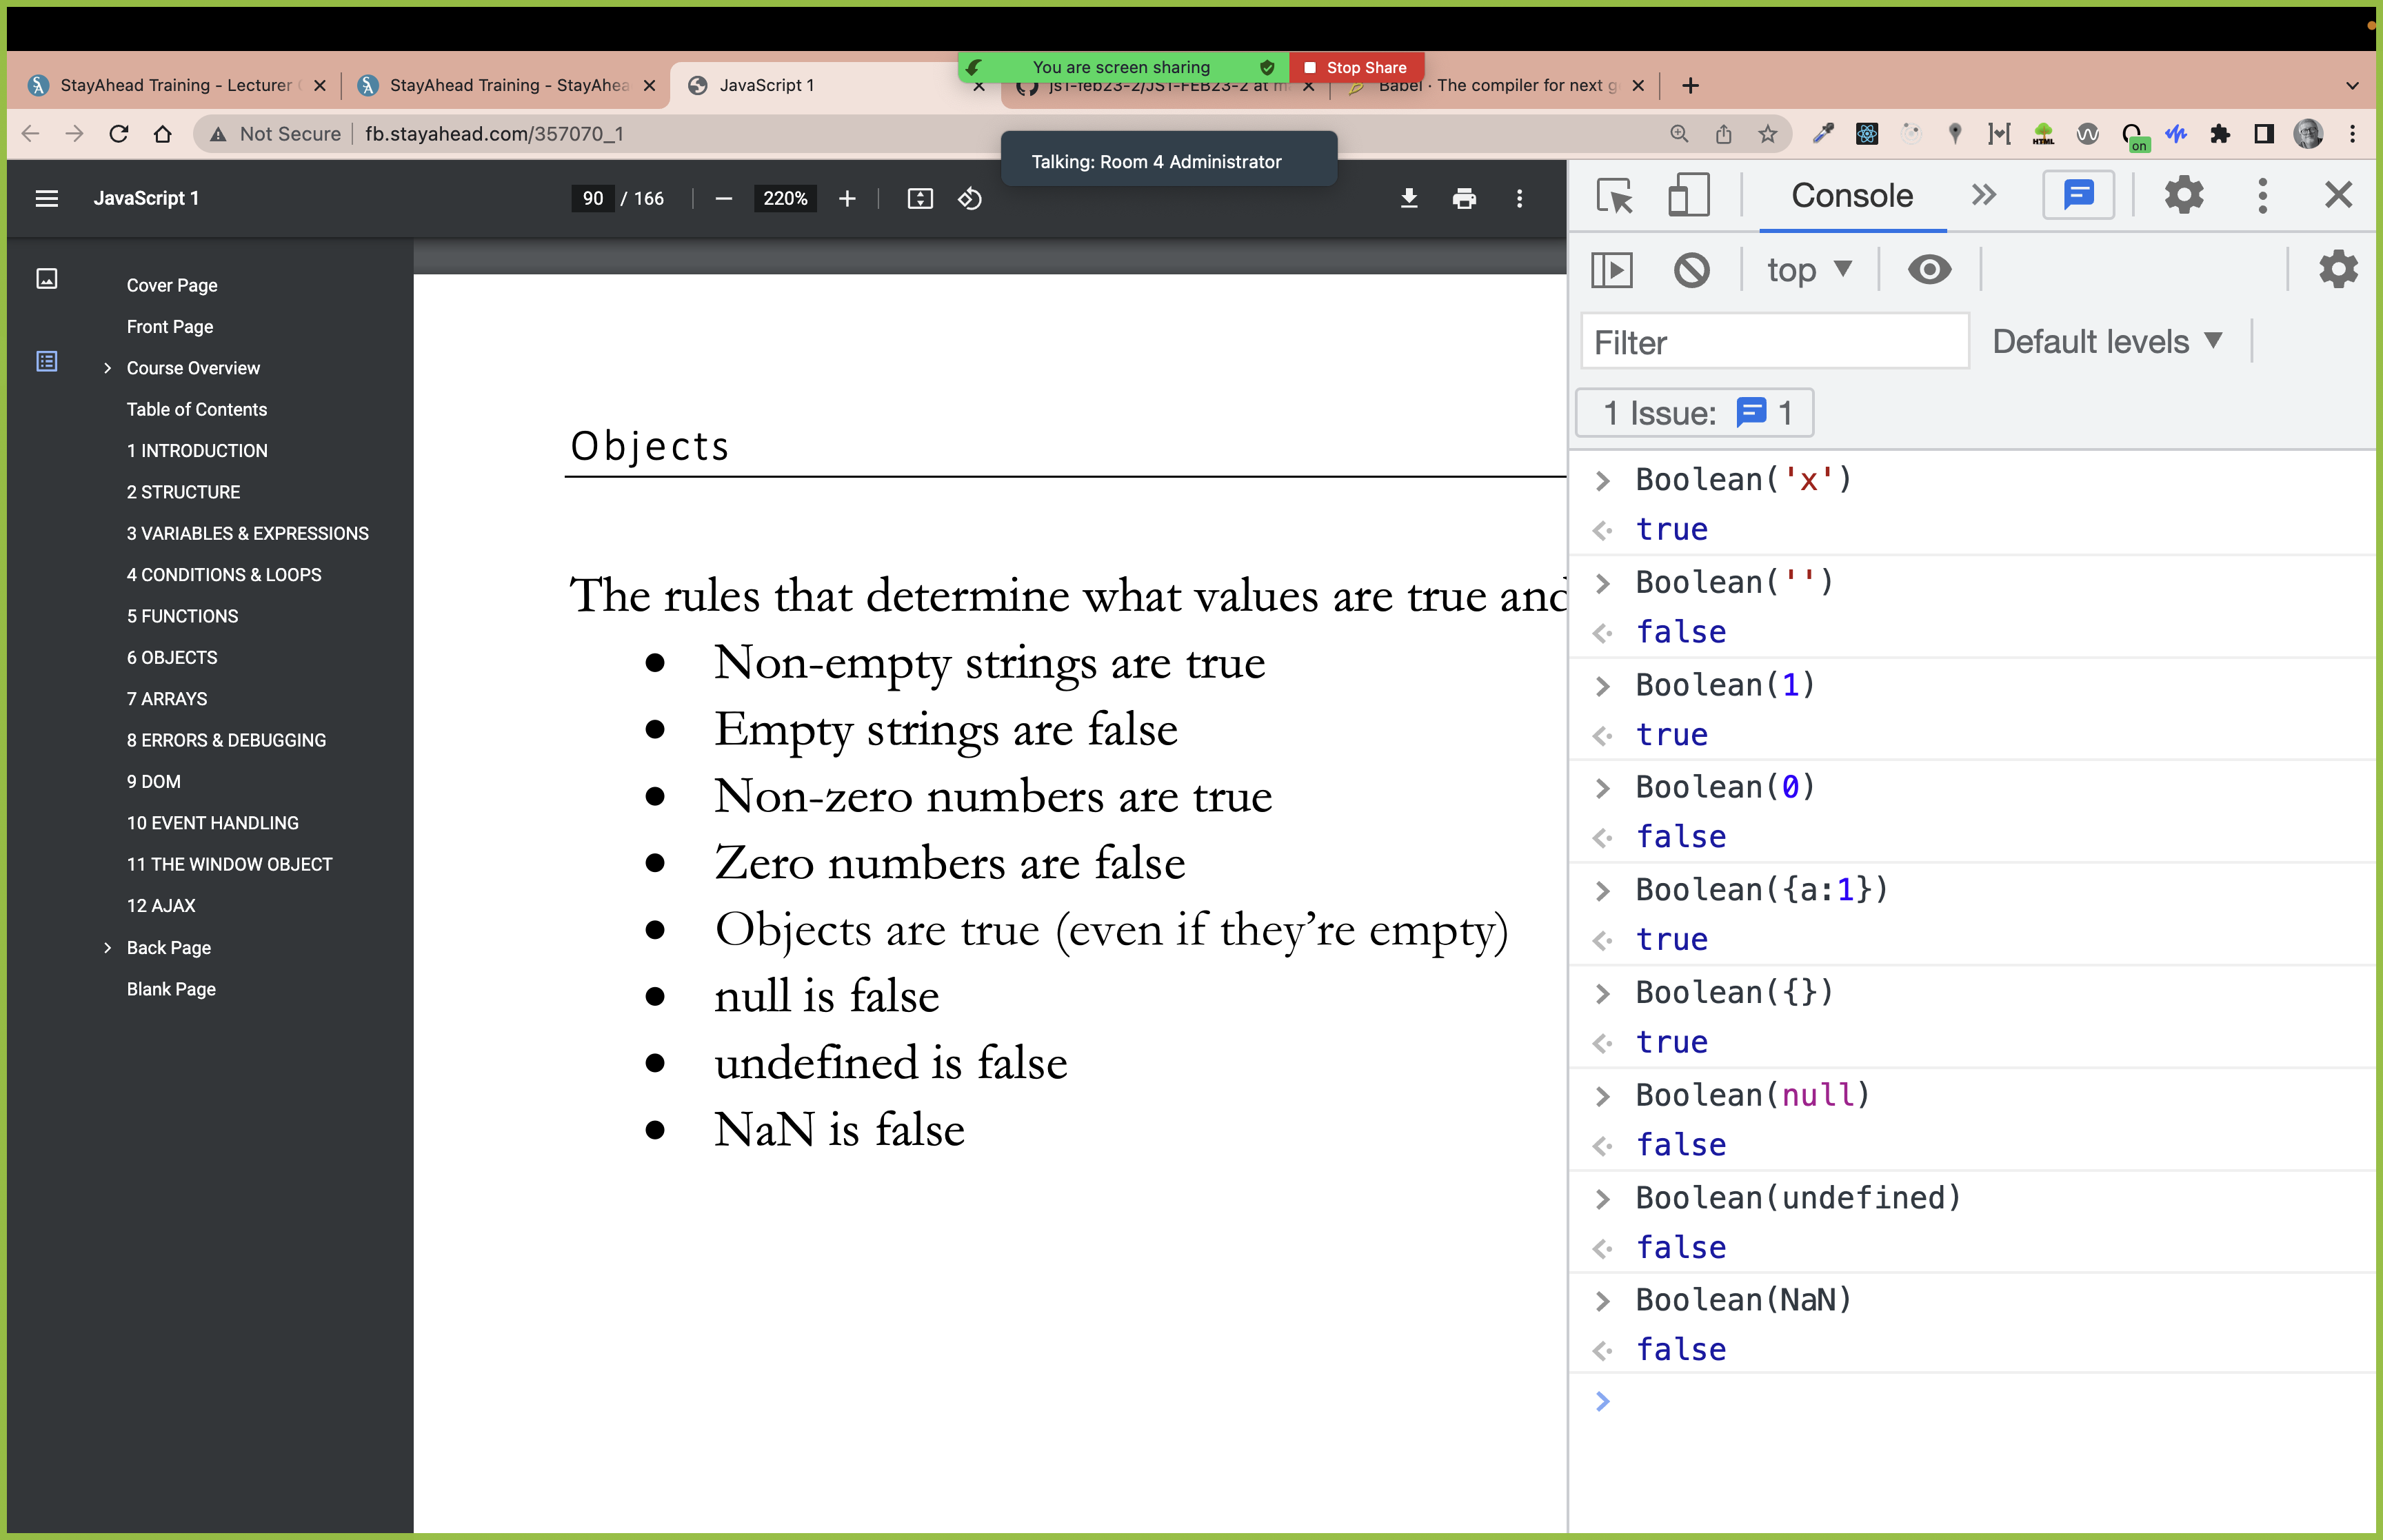 You are screen sharing
Stop Share
StayAhead Training - Lecturer
StayAhead Training - StayAhea
JavaScript 1
js1-feb23-2/JS1-FEB23-2 at m
Babel · The compiler for next g
Not Secure
fb.stayahead.com/357070_1
on
Talking: Room 4 Administrator
JavaScript 1
90 / 166
220%
Cover Page
Front Page
Course Overview
Table of Contents
1 INTRODUCTION
2 STRUCTURE
3 VARIABLES & EXPRESSIONS
4 CONDITIONS & LOOPS
5 FUNCTIONS
6 OBJECTS
7 ARRAYS
8 ERRORS & DEBUGGING
9 DOM
10 EVENT HANDLING
11 THE WINDOW OBJECT
12 AJAX
Back Page
Blank Page
Objects
The rules that determine what values are true and
● Non-empty strings are true
● Empty strings are false
● Non-zero numbers are true
● Zero numbers are false
● Objects are true (even if they’re empty)
● null is false
● undefined is false
● NaN is false
Console
top
Filter
Default levels
1 Issue: 1
Boolean('x')
true
Boolean('')
false
Boolean(1)
true
Boolean(0)
false
Boolean({a:1})
true
Boolean({})
true
Boolean(null)
false
Boolean(undefined)
false
Boolean(NaN)
false